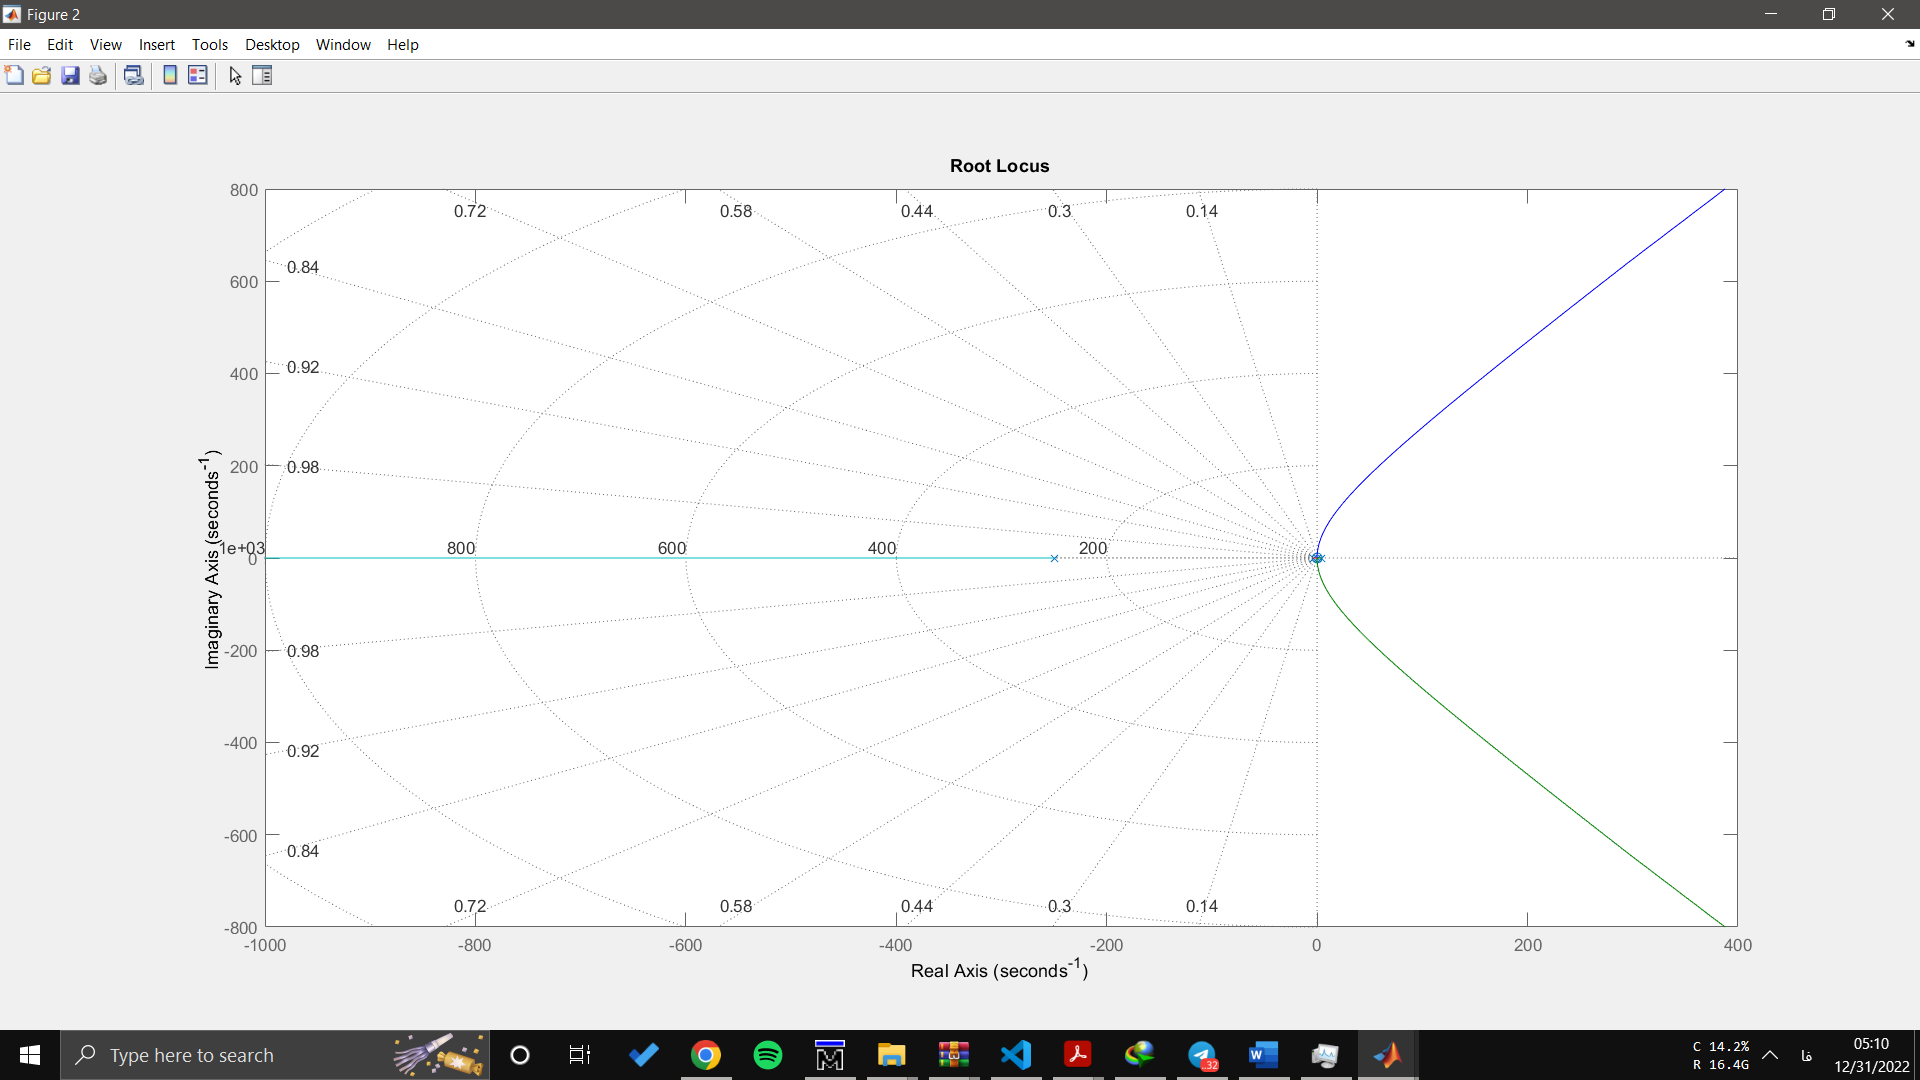 Figure 2
File Edit View Insert Tools Desktop Window Help
Root Locus
800
600
400
200
0
-200
-400
-600
-800
Imaginary Axis (seconds-1)
0.72 0.58 0.44 0.3 0.14
0.84
0.92
0.98
1e+03 800 600 400 200
0.98
0.92
0.84
0.72 0.58 0.44 0.3 0.14
-1000 -800 -600 -400 -200 0 200 400
Real Axis (seconds-1)
Type here to search
32
C 14.2%
R 16.4G
فا
05:10
12/31/2022